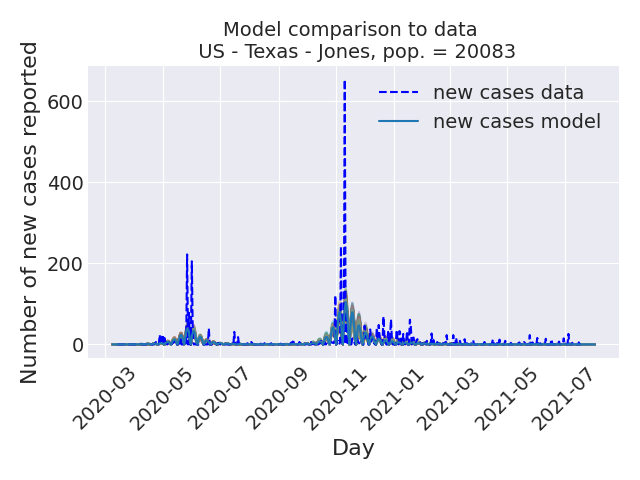 Model comparison to data
US - Texas - Jones, pop. = 20083
Number of new cases reported
600
400
200
0
new cases data
new cases model
2020-03
2020-05
2020-07
2020-09
2020-11
2021-01
2021-03
2021-05
2021-07
Day